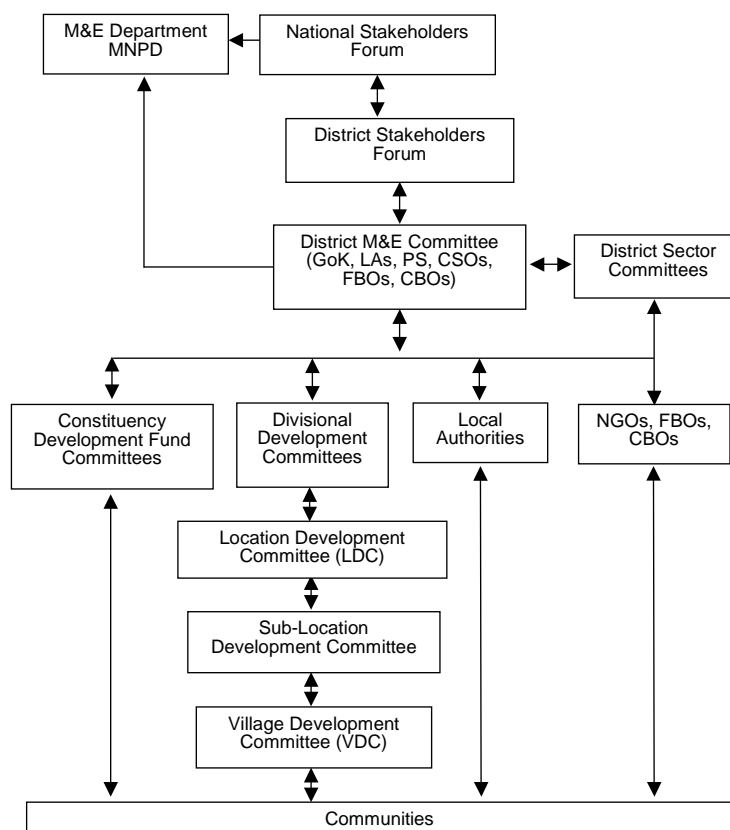 M&E Department
MNPD
National Stakeholders
Forum
District Stakeholders
Forum
District M&E Committee
(GoK, LAs, PS, CSOs,
FBOs, CBOs)
District Sector
Committees
Constituency
Development Fund
Committees
Divisional
Development
Committees
Local
Authorities
NGOs, FBOs,
CBOs
Location Development
Committee (LDC)
Sub-Location
Development Committee
Village Development
Committee (VDC)
Communities